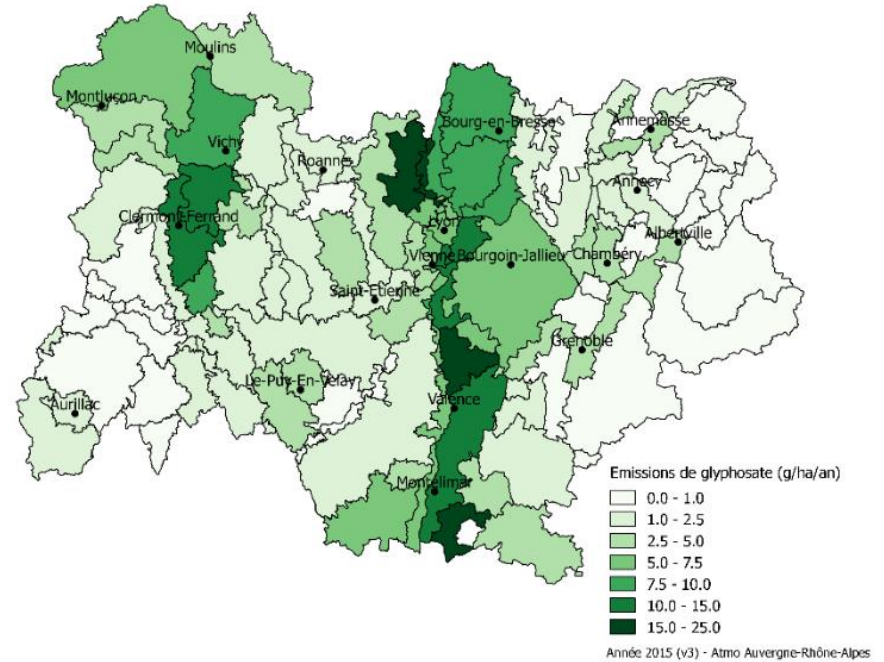 Moulins
Montluçon
Bourg-en-Bresse
Annemasse
Vichy
Roanne
Annecy
Clermont-Ferrand
Lyon
Albertville
Vienne
Bourgoin-Jallieu
Chambéry
Saint-Etienne
Grenoble
Le-Puy-En-Velay
Aurillac
Valence
Montelimar
Emissions de glyphosate (g/ha/an)
0.0 - 1.0
1.0 - 2.5
2.5 - 5.0
5.0 - 7.5
7.5 - 10.0
10.0 - 15.0
15.0 - 25.0
Année 2015 (v3) - Atmo Auvergne-Rhône-Alpes